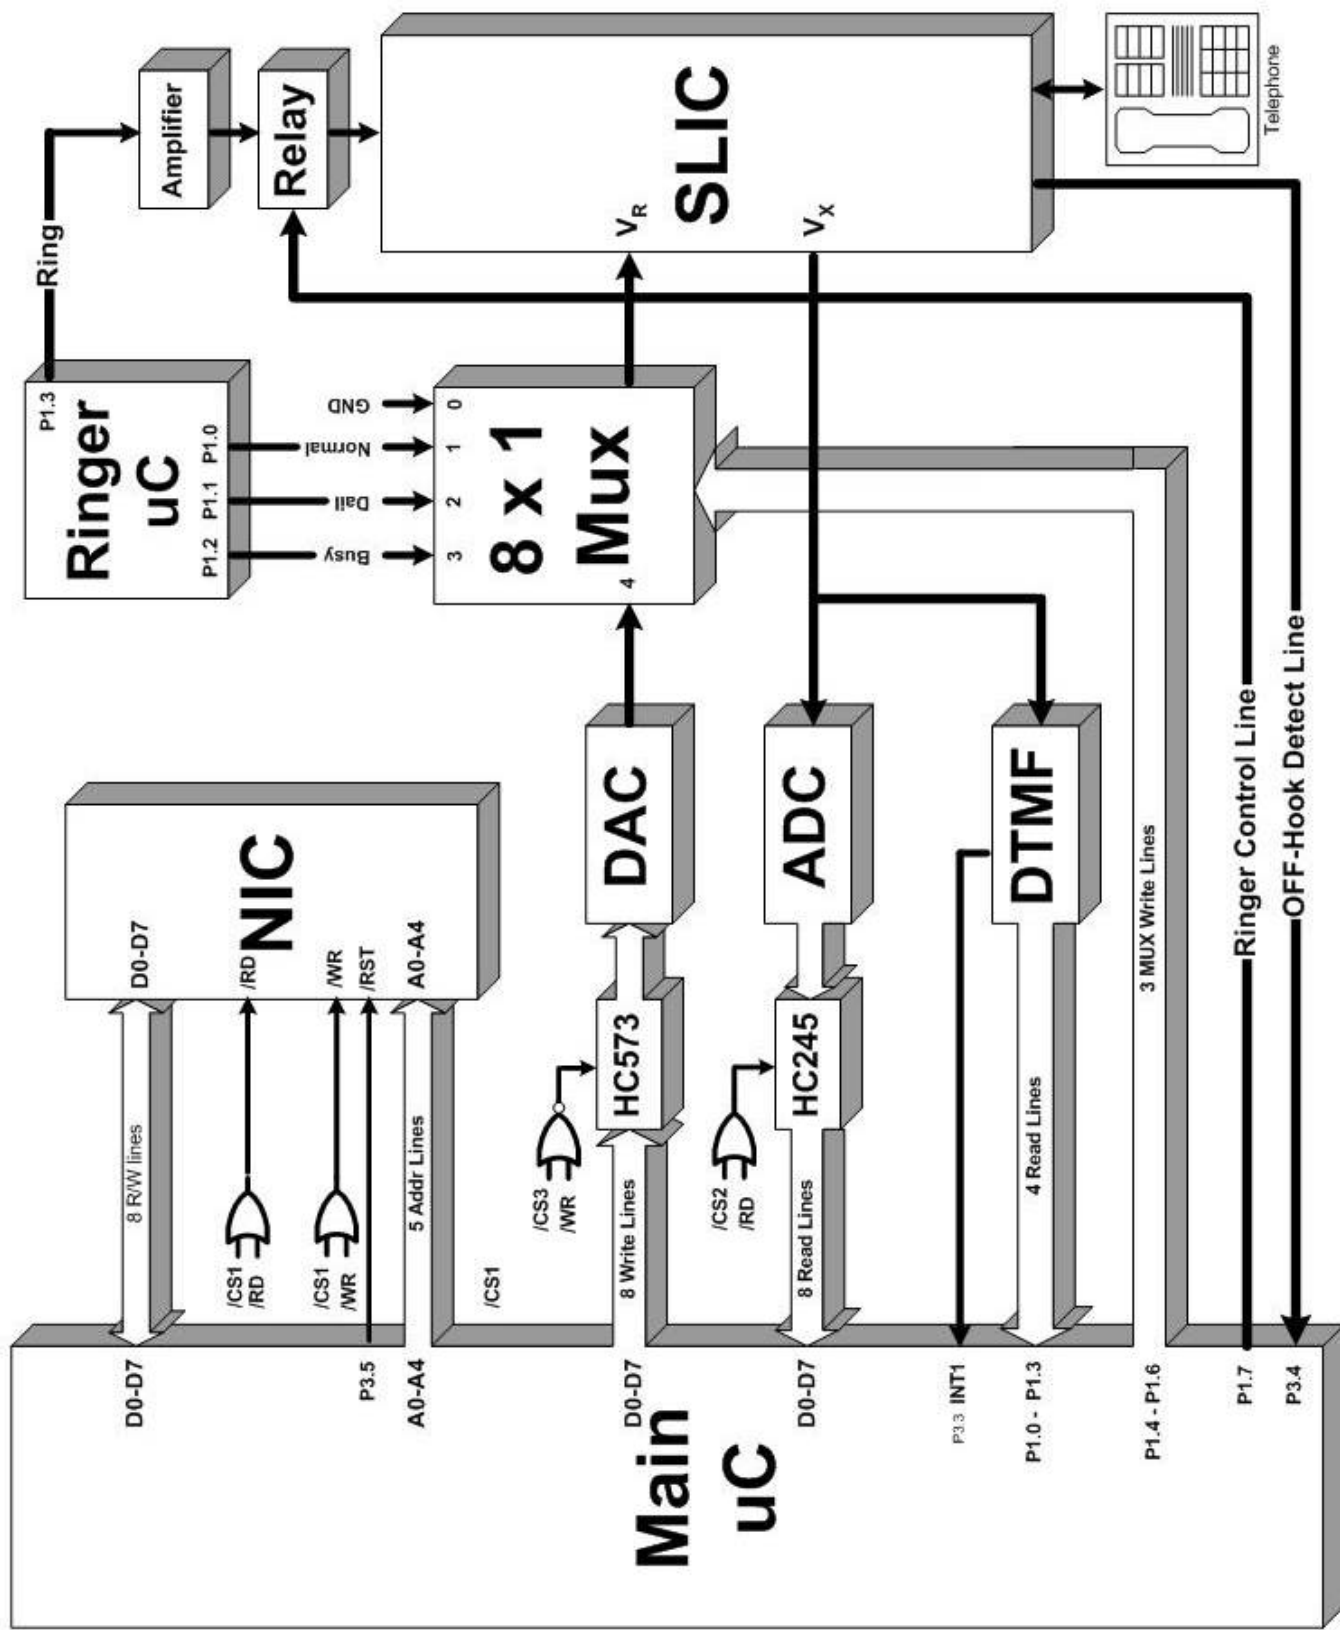 Main
uC
D0-D7
P3.5
A0-A4
D0-D7
D0-D7
P3.3 INT1
P1.0 - P1.3
P1.4 - P1.6
P1.7
P3.4
8 R/W lines
/CS1
/RD
/CS1
/WR
5 Addr Lines
/CS1
NIC
D0-D7
/RD
/WR
/RST
A0-A4
/CS3
/WR
8 Write Lines
HC573
DAC
/CS2
/RD
8 Read Lines
HC245
ADC
4 Read Lines
DTMF
3 MUX Write Lines
Ringer Control Line
OFF-Hook Detect Line
Ringer
uC
P1.3
P1.2
P1.1
P1.0
Busy
Dail
Normal
GND
3
2
1
0
4
8 x 1
Mux
Ring
Amplifier
Relay
SLIC
VR
VX
Telephone